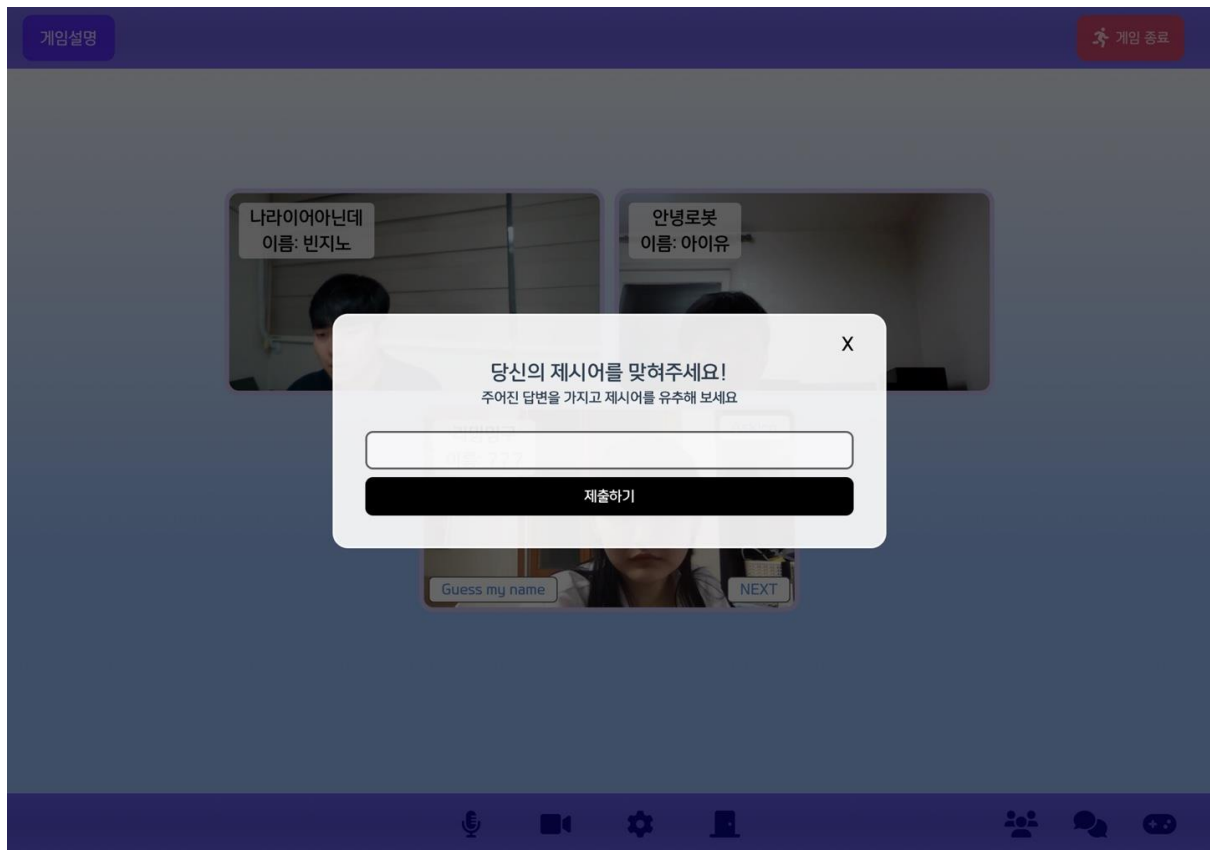 게임설명
게임 종료
나라이어아닌데
이름: 빈지노
안녕로봇
이름: 아이유
X
당신의 제시어를 맞혀주세요!
주어진 답변을 가지고 제시어를 유추해 보세요
제출하기
Guess my name
NEXT